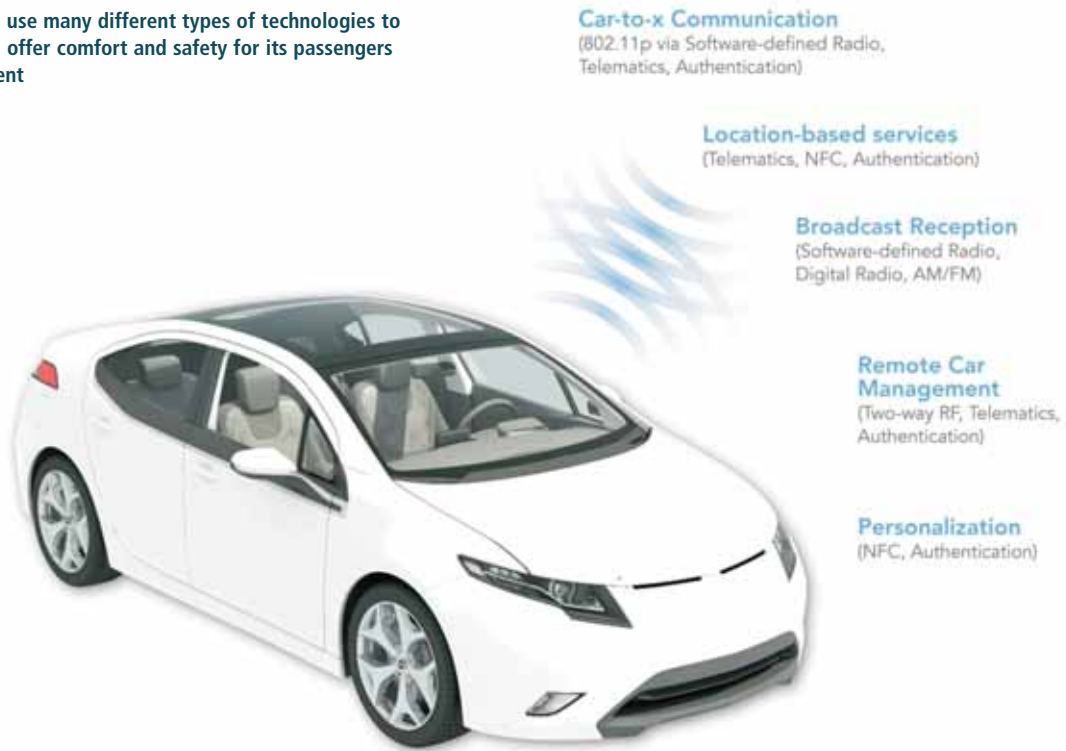 use many different types of technologies to
offer comfort and safety for its passengers
ent
Car-to-x Communication
(802.11p via Software-defined Radio,
Telematics, Authentication)
Location-based services
(Telematics, NFC, Authentication)
Broadcast Reception
(Software-defined Radio,
Digital Radio, AM/FM)
Remote Car
Management
(Two-way RF, Telematics,
Authentication)
Personalization
(NFC, Authentication)